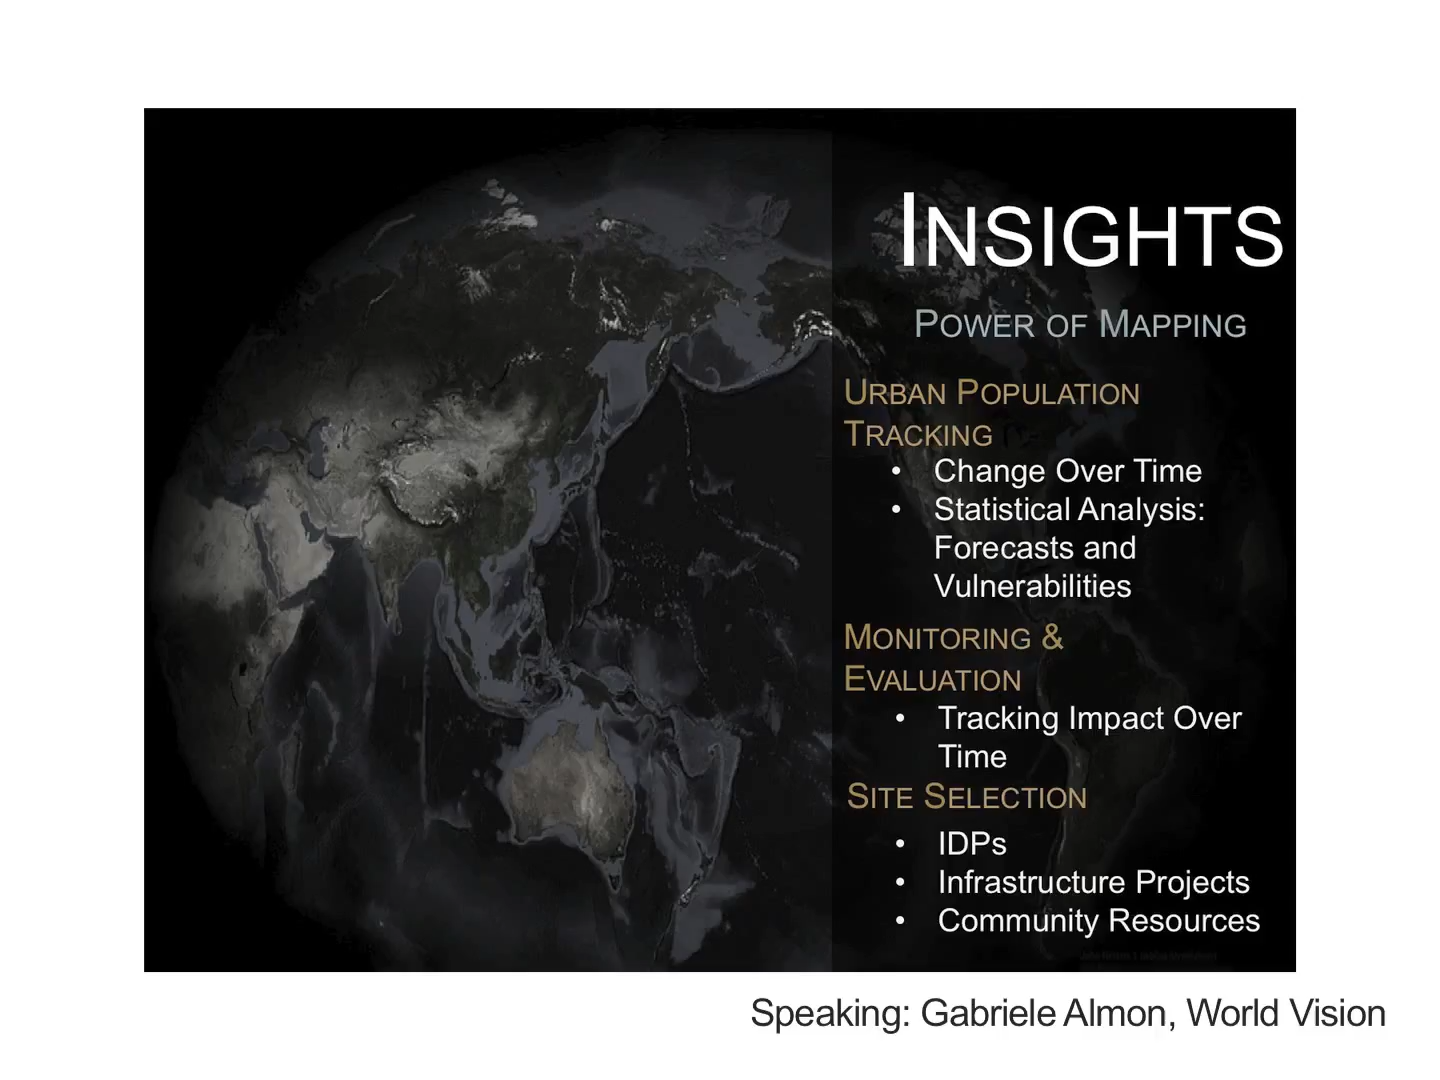 INSIGHTS
POWER OF MAPPING
URBAN POPULATION
TRACKING
• Change Over Time
• Statistical Analysis:
Forecasts and
Vulnerabilities
MONITORING &
EVALUATION
• Tracking Impact Over
Time
SITE SELECTION
• IDPs
• Infrastructure Projects
• Community Resources
Speaking: Gabriele Almon, World Vision